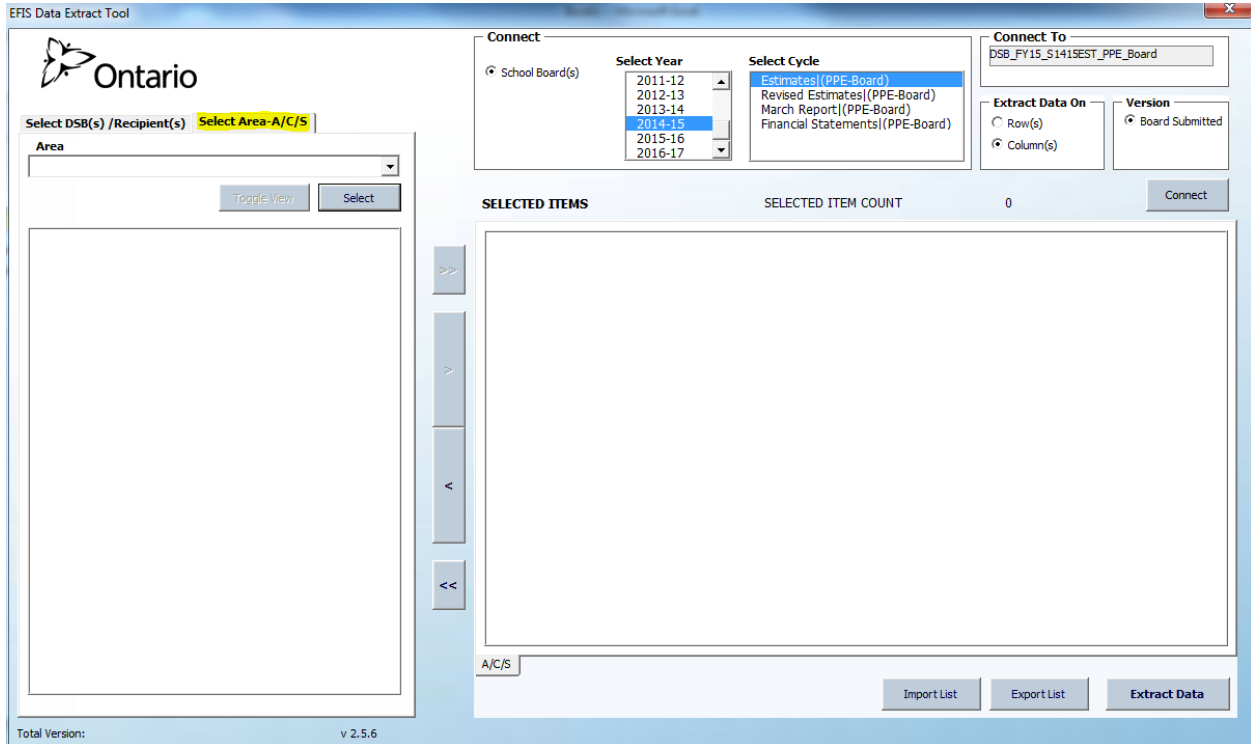 EFIS Data Extract Tool
Ontario
Select DSB(s) /Recipient(s)
Select Area-A/C/S
Area
Toggle View
Select
Connect
School Board(s)
Select Year
2011-12
2012-13
2013-14
2014-15
2015-16
2016-17
Select Cycle
Estimates|(PPE-Board)
Revised Estimates|(PPE-Board)
March Report|(PPE-Board)
Financial Statements|(PPE-Board)
Connect To
DSB_FY15_S1415EST_PPE_Board
Extract Data On
Row(s)
Column(s)
Version
Board Submitted
SELECTED ITEMS
SELECTED ITEM COUNT
0
Connect
>>
>
<
<<
A/C/S
Import List
Export List
Extract Data
Total Version:
v 2.5.6